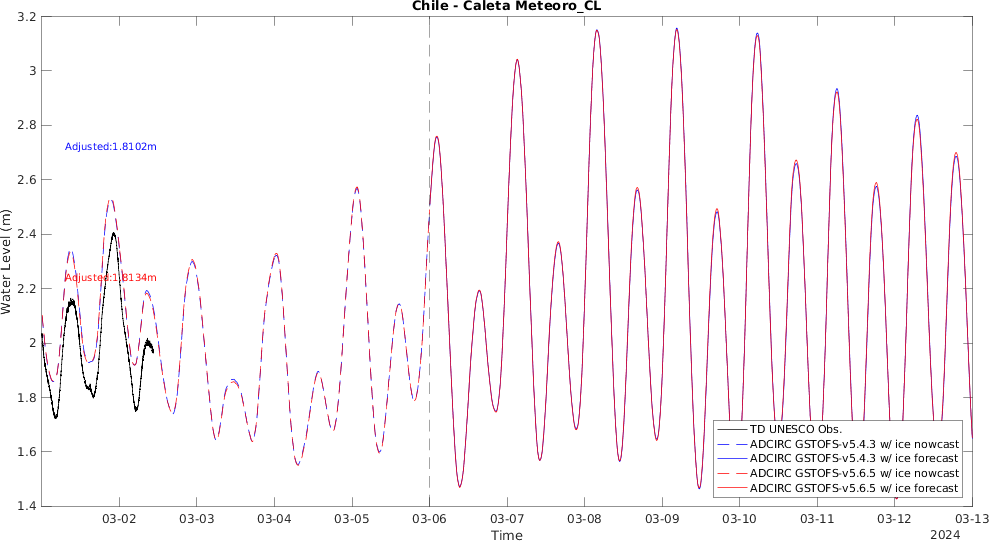 Chile - Caleta Meteoro_CL
3.2
3
2.8
2.6
2.4
2.2
2
1.8
1.6
1.4
Water Level (m)
Adjusted:1.8102m
Adjusted:1.8134m
TD UNESCO Obs.
ADCIRC GSTOFS-v5.4.3 w/ ice nowcast
ADCIRC GSTOFS-v5.4.3 w/ ice forecast
ADCIRC GSTOFS-v5.6.5 w/ ice nowcast
ADCIRC GSTOFS-v5.6.5 w/ ice forecast
03-02 03-03 03-04 03-05 03-06 03-07 03-08 03-09 03-10 03-11 03-12 03-13
Time
2024